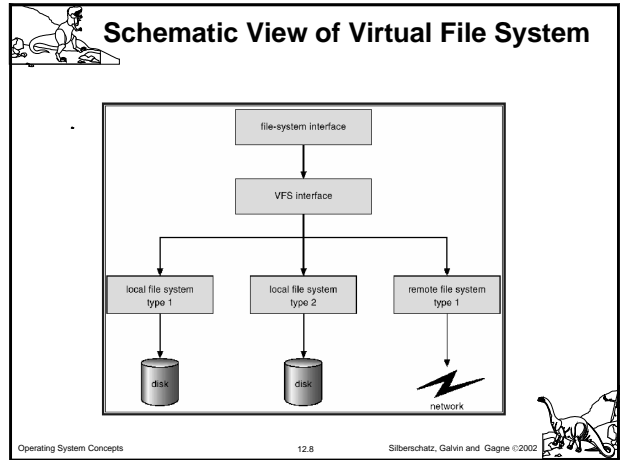 Schematic View of Virtual File System
file-system interface
VFS interface
local file system
type 1
local file system
type 2
remote file system
type 1
disk
disk
network
Operating System Concepts
12.8
Silberschatz, Galvin and Gagne ©2002